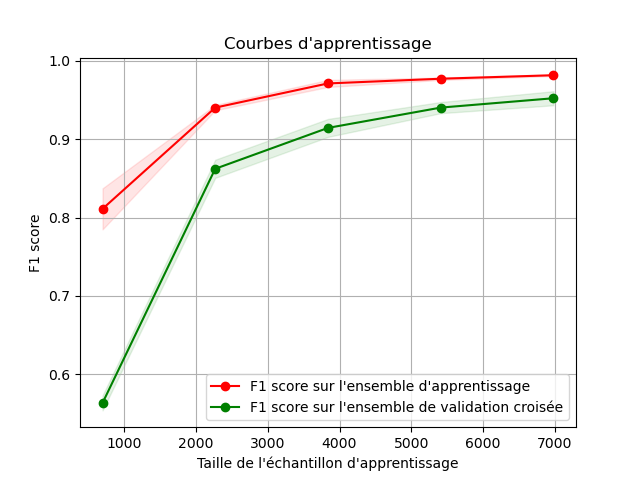 Courbes d'apprentissage
1.0
0.9
0.8
0.7
0.6
F1 score
F1 score sur l'ensemble d'apprentissage
F1 score sur l'ensemble de validation croisée
1000 2000 3000 4000 5000 6000 7000
Taille de l'échantillon d'apprentissage